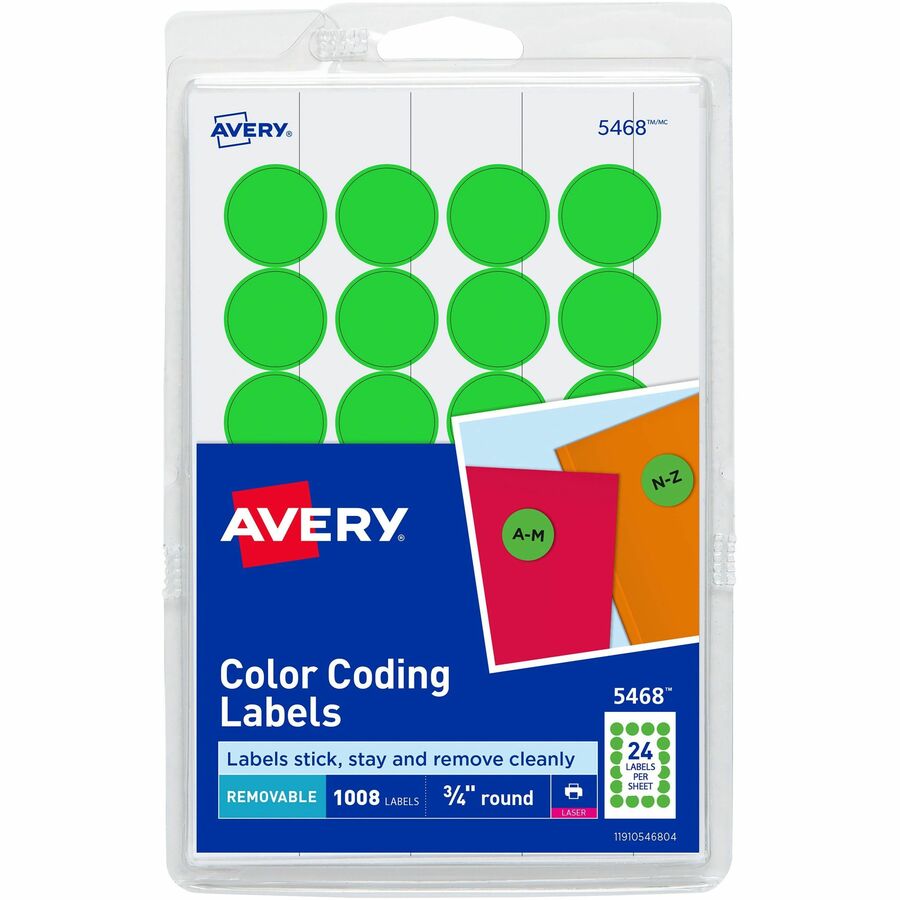 AVERY®
5468™/MC
N-Z
A-M
AVERY®
Color Coding
Labels
5468™
Labels stick, stay and remove cleanly
24
LABELS
PER
SHEET
REMOVABLE
1008 LABELS
3/4" round
LASER
11910546804